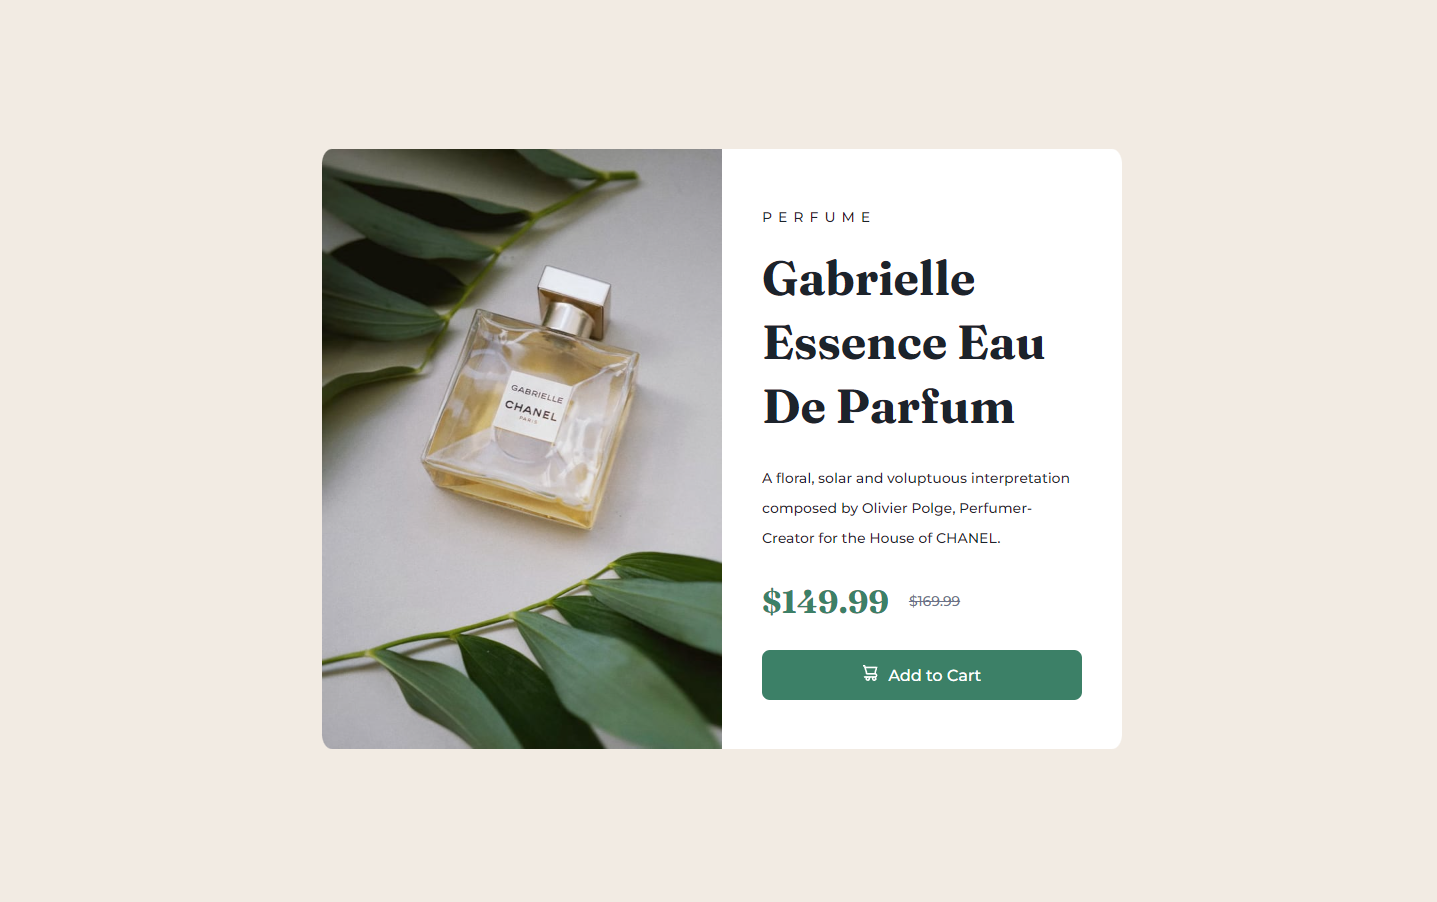 GABRIELLE
CHANEL
PARIS
PERFUME
Gabrielle
Essence Eau
De Parfum
A floral, solar and voluptuous interpretation
composed by Olivier Polge, Perfumer-
Creator for the House of CHANEL.
$149.99 $169.99
Add to Cart